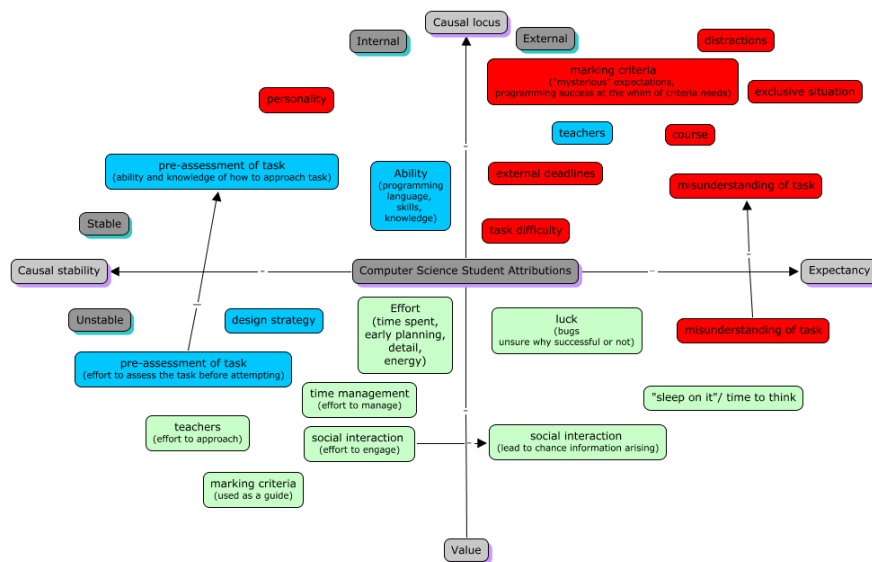 Causal locus
Internal
External
distractions
marking criteria
("mysterious" expectations,
programming success at the whim of criteria needs)
exclusive situation
personality
teachers
course
pre-assessment of task
(ability and knowledge of how to approach task)
Ability
(programming
language,
skills,
knowledge)
external deadlines
misunderstanding of task
Stable
task difficulty
Causal stability
Computer Science Student Attributions
Expectancy
Unstable
design strategy
Effort
(time spent,
early planning,
detail,
energy)
luck
(bugs
unsure why successful or not)
misunderstanding of task
pre-assessment of task
(effort to assess the task before attempting)
time management
(effort to manage)
"sleep on it"/ time to think
teachers
(effort to approach)
social interaction
(effort to engage)
social interaction
(lead to chance information arising)
marking criteria
(used as a guide)
Value